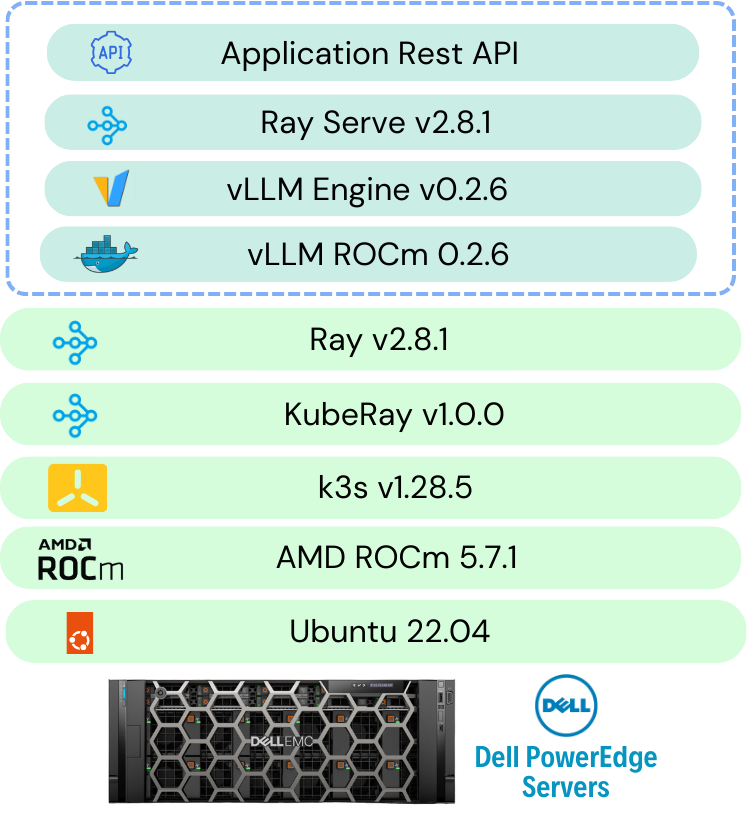 API
Application Rest API
Ray Serve v2.8.1
vLLM Engine v0.2.6
vLLM ROCm 0.2.6
Ray v2.8.1
KubeRay v1.0.0
k3s v1.28.5
AMD
ROCm
AMD ROCm 5.7.1
Ubuntu 22.04
DELLEMC
DELL
Dell PowerEdge
Servers